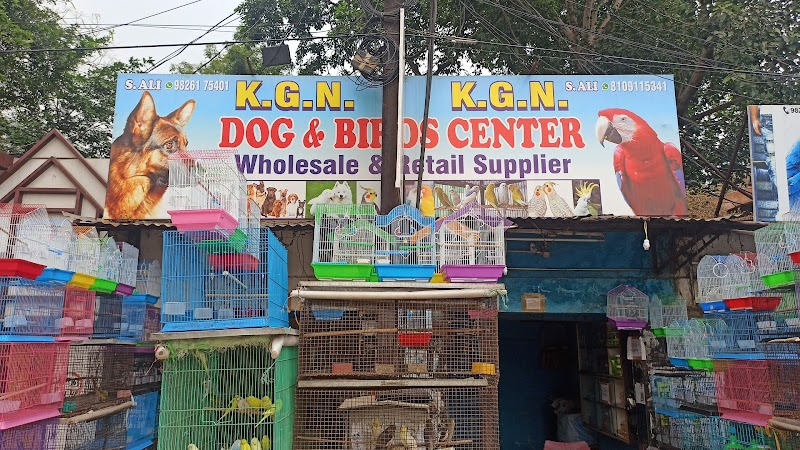 S. ALI 98261 75401
K.G.N.
K.G.N.
S. ALI 8109115341
DOG & BIRDS CENTER
Wholesale & Retail Supplier